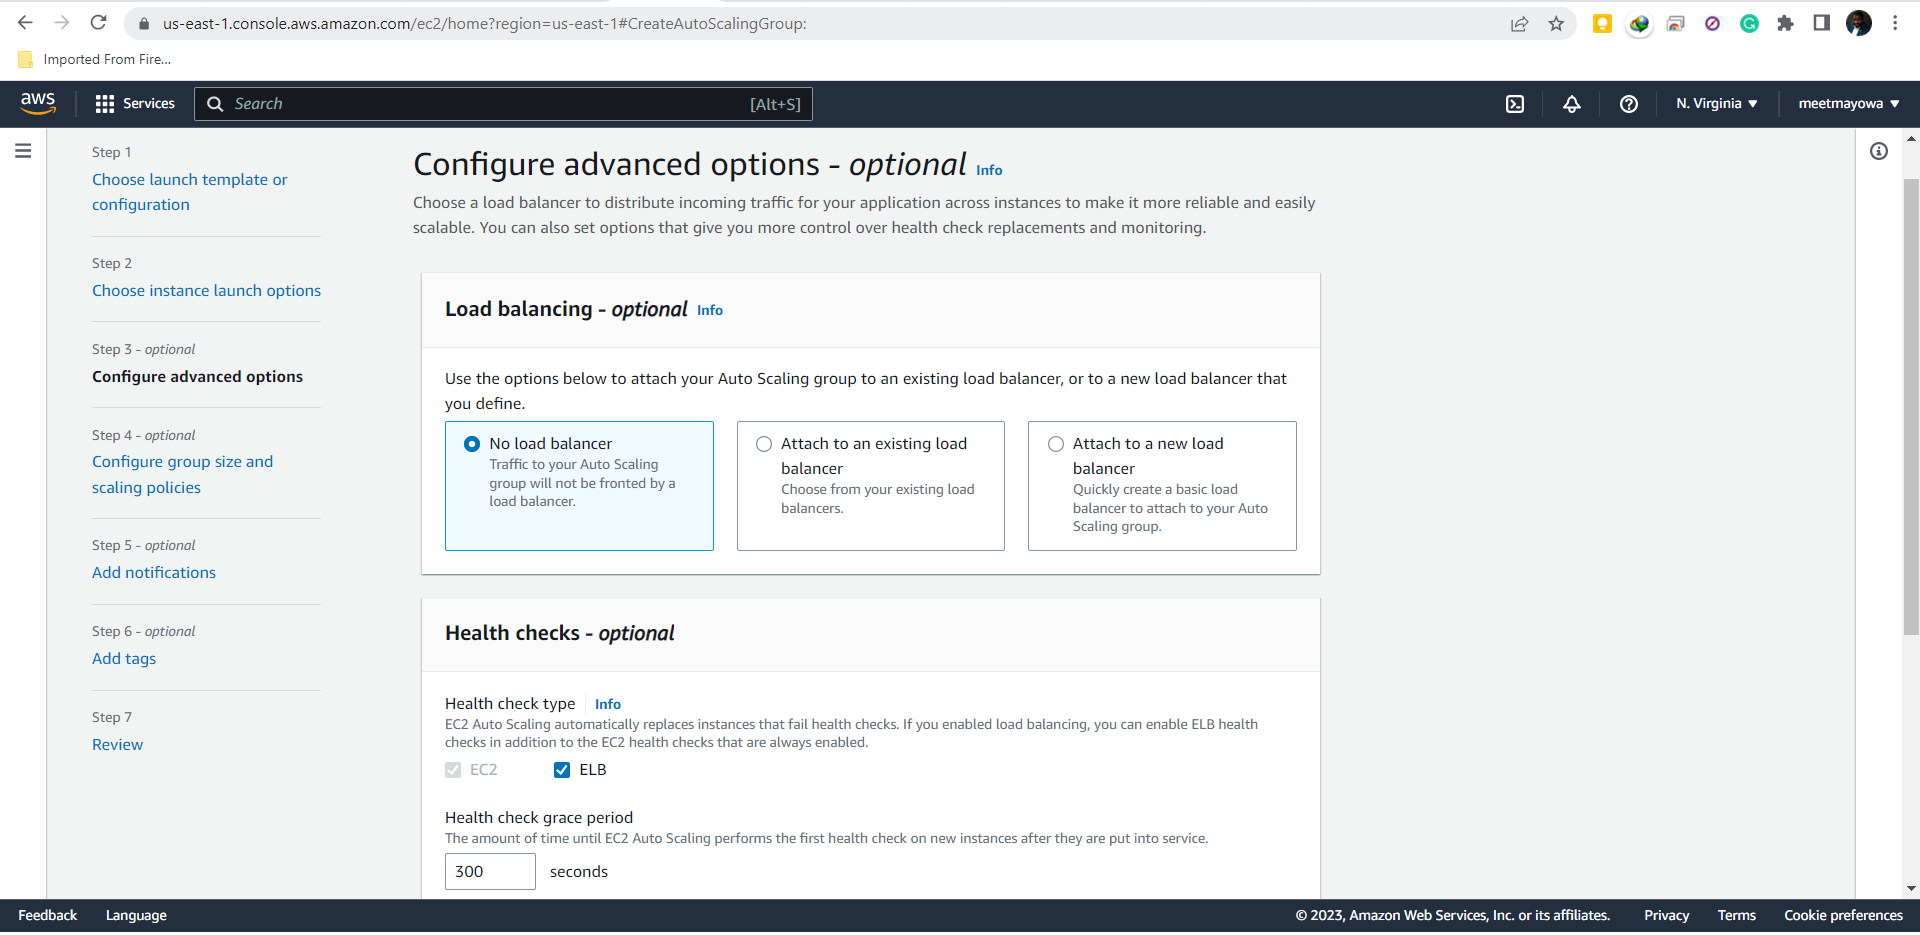 us-east-1.console.aws.amazon.com/ec2/home?region=us-east-1#CreateAutoScalingGroup:
Imported From Fire...
aws
Services
Search
[Alt+S]
N. Virginia
meetmayowa
Step 1
Choose launch template or
configuration
Step 2
Choose instance launch options
Step 3 - optional
Configure advanced options
Step 4 - optional
Configure group size and
scaling policies
Step 5 - optional
Add notifications
Step 6 - optional
Add tags
Step 7
Review
Configure advanced options - optional Info
Choose a load balancer to distribute incoming traffic for your application across instances to make it more reliable and easily
scalable. You can also set options that give you more control over health check replacements and monitoring.
Load balancing - optional Info
Use the options below to attach your Auto Scaling group to an existing load balancer, or to a new load balancer that
you define.
No load balancer
Traffic to your Auto Scaling
group will not be fronted by a
load balancer.
Attach to an existing load
balancer
Choose from your existing load
balancers.
Attach to a new load
balancer
Quickly create a basic load
balancer to attach to your Auto
Scaling group.
Health checks - optional
Health check type Info
EC2 Auto Scaling automatically replaces instances that fail health checks. If you enabled load balancing, you can enable ELB health
checks in addition to the EC2 health checks that are always enabled.
EC2
ELB
Health check grace period
The amount of time until EC2 Auto Scaling performs the first health check on new instances after they are put into service.
300 seconds
Feedback
Language
© 2023, Amazon Web Services, Inc. or its affiliates.
Privacy
Terms
Cookie preferences